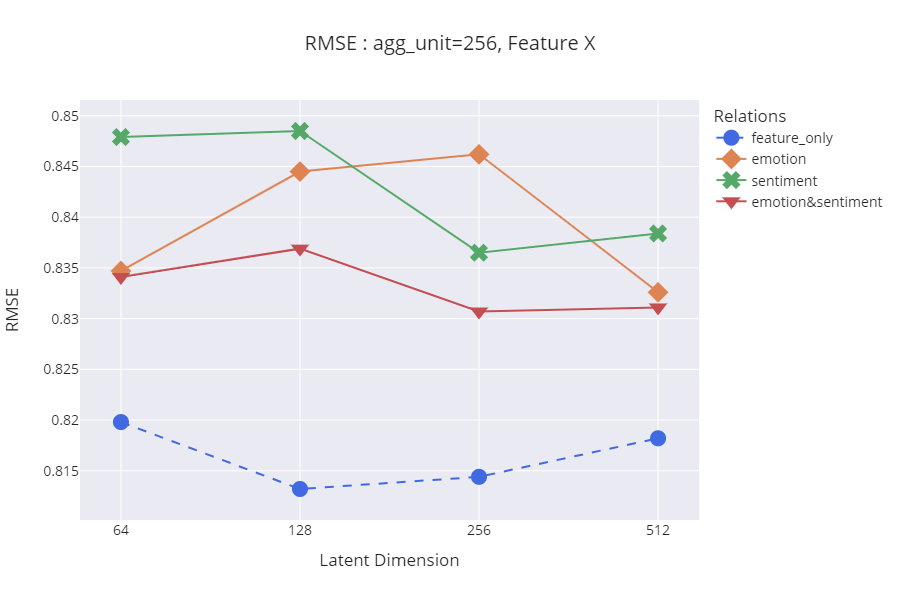 RMSE : agg_unit=256, Feature X
Relations
feature_only
emotion
sentiment
emotion&sentiment
0.85
0.845
0.84
0.835
0.83
0.825
0.82
0.815
RMSE
64 128 256 512
Latent Dimension